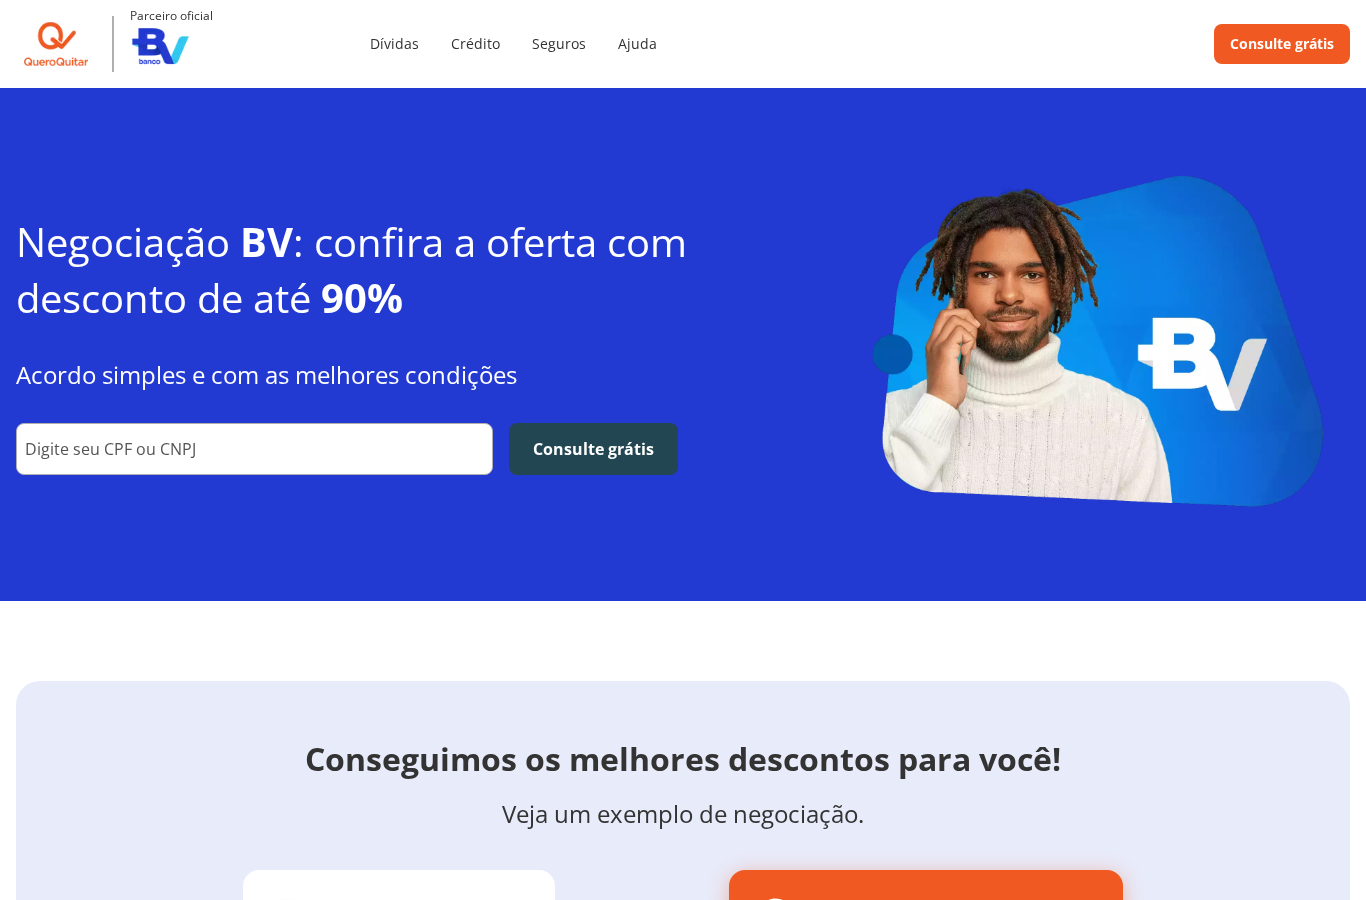 Parceiro oficial
QueroQuitar
BV
banco
Dívidas
Crédito
Seguros
Ajuda
Consulte grátis
Negociação BV: confira a oferta com
desconto de até 90%
Acordo simples e com as melhores condições
Digite seu CPF ou CNPJ
Consulte grátis
BV
Conseguimos os melhores descontos para você!
Veja um exemplo de negociação.